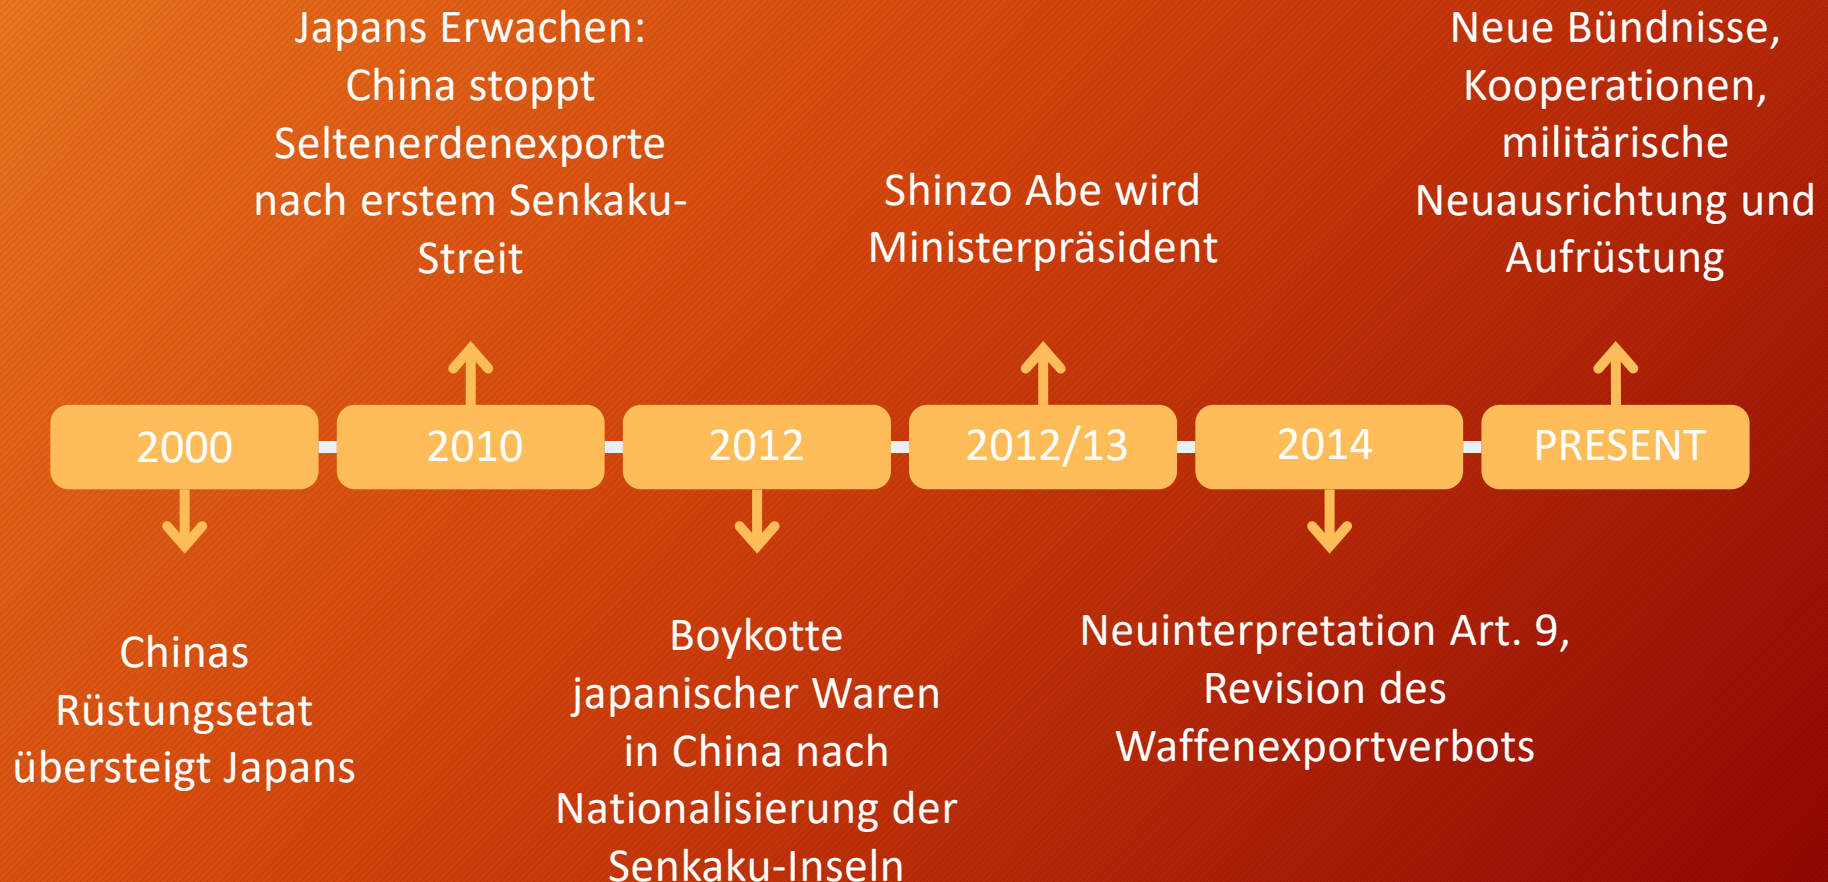 Japans Erwachen:
China stoppt
Seltenerdenexporte
nach erstem Senkaku-
Streit
Shinzo Abe wird
Ministerpräsident
Neue Bündnisse,
Kooperationen,
militärische
Neuausrichtung und
Aufrüstung
2000
2010
2012
2012/13
2014
PRESENT
Chinas
Rüstungsetat
übersteigt Japans
Boykotte
japanischer Waren
in China nach
Nationalisierung der
Senkaku-Inseln
Neuinterpretation Art. 9,
Revision des
Waffenexportverbots